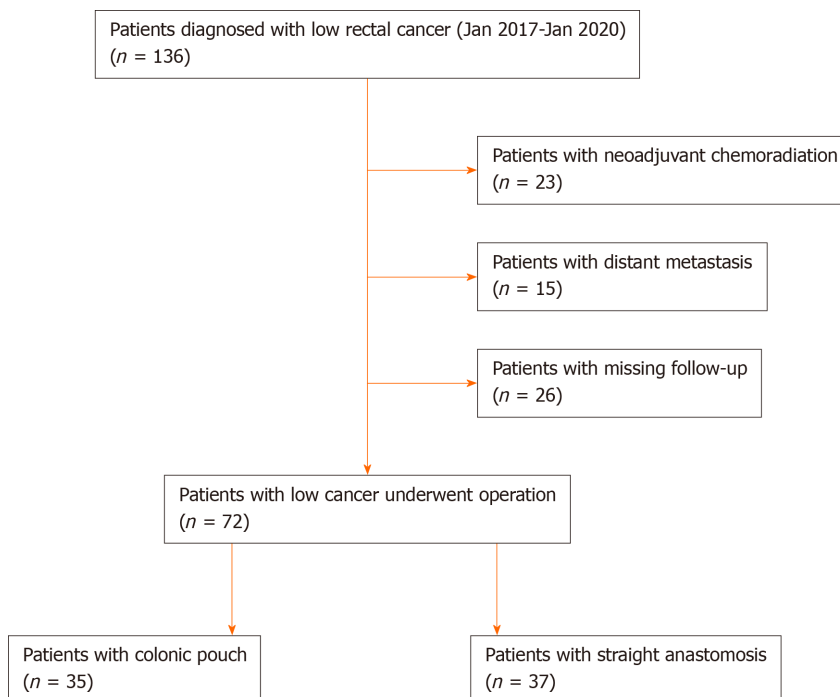 Patients diagnosed with low rectal cancer (Jan 2017-Jan 2020)
(n = 136)
Patients with neoadjuvant chemoradiation
(n = 23)
Patients with distant metastasis
(n = 15)
Patients with missing follow-up
(n = 26)
Patients with low cancer underwent operation
(n = 72)
Patients with colonic pouch
(n = 35)
Patients with straight anastomosis
(n = 37)